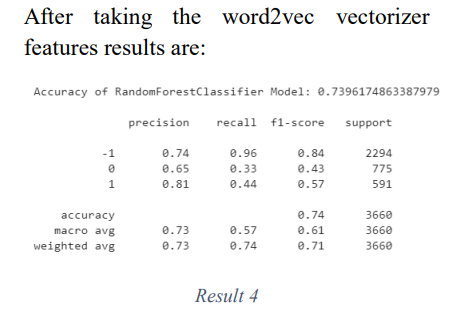 After taking the word2vec vectorizer
features results are:
Accuracy of RandomForestClassifier Model: 0.7396174863387979
precision recall f1-score support
-1 0.74 0.96 0.84 2294
0 0.65 0.33 0.43 775
1 0.81 0.44 0.57 591
accuracy 0.74 3660
macro avg 0.73 0.57 0.61 3660
weighted avg 0.73 0.74 0.71 3660
Result 4